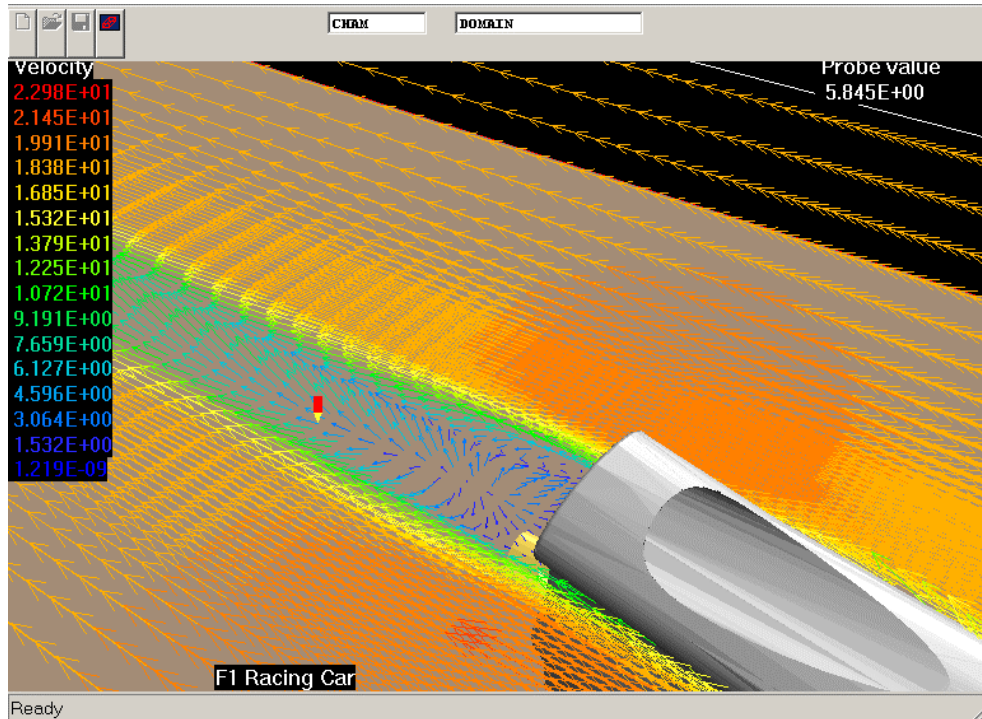 CHAM DOMAIN
Velocity
2.298E+01
2.145E+01
1.991E+01
1.838E+01
1.685E+01
1.532E+01
1.379E+01
1.225E+01
1.072E+01
9.191E+00
7.659E+00
6.127E+00
4.596E+00
3.064E+00
1.532E+00
1.219E-09
Probe value
5.845E+00
F1 Racing Car
Ready